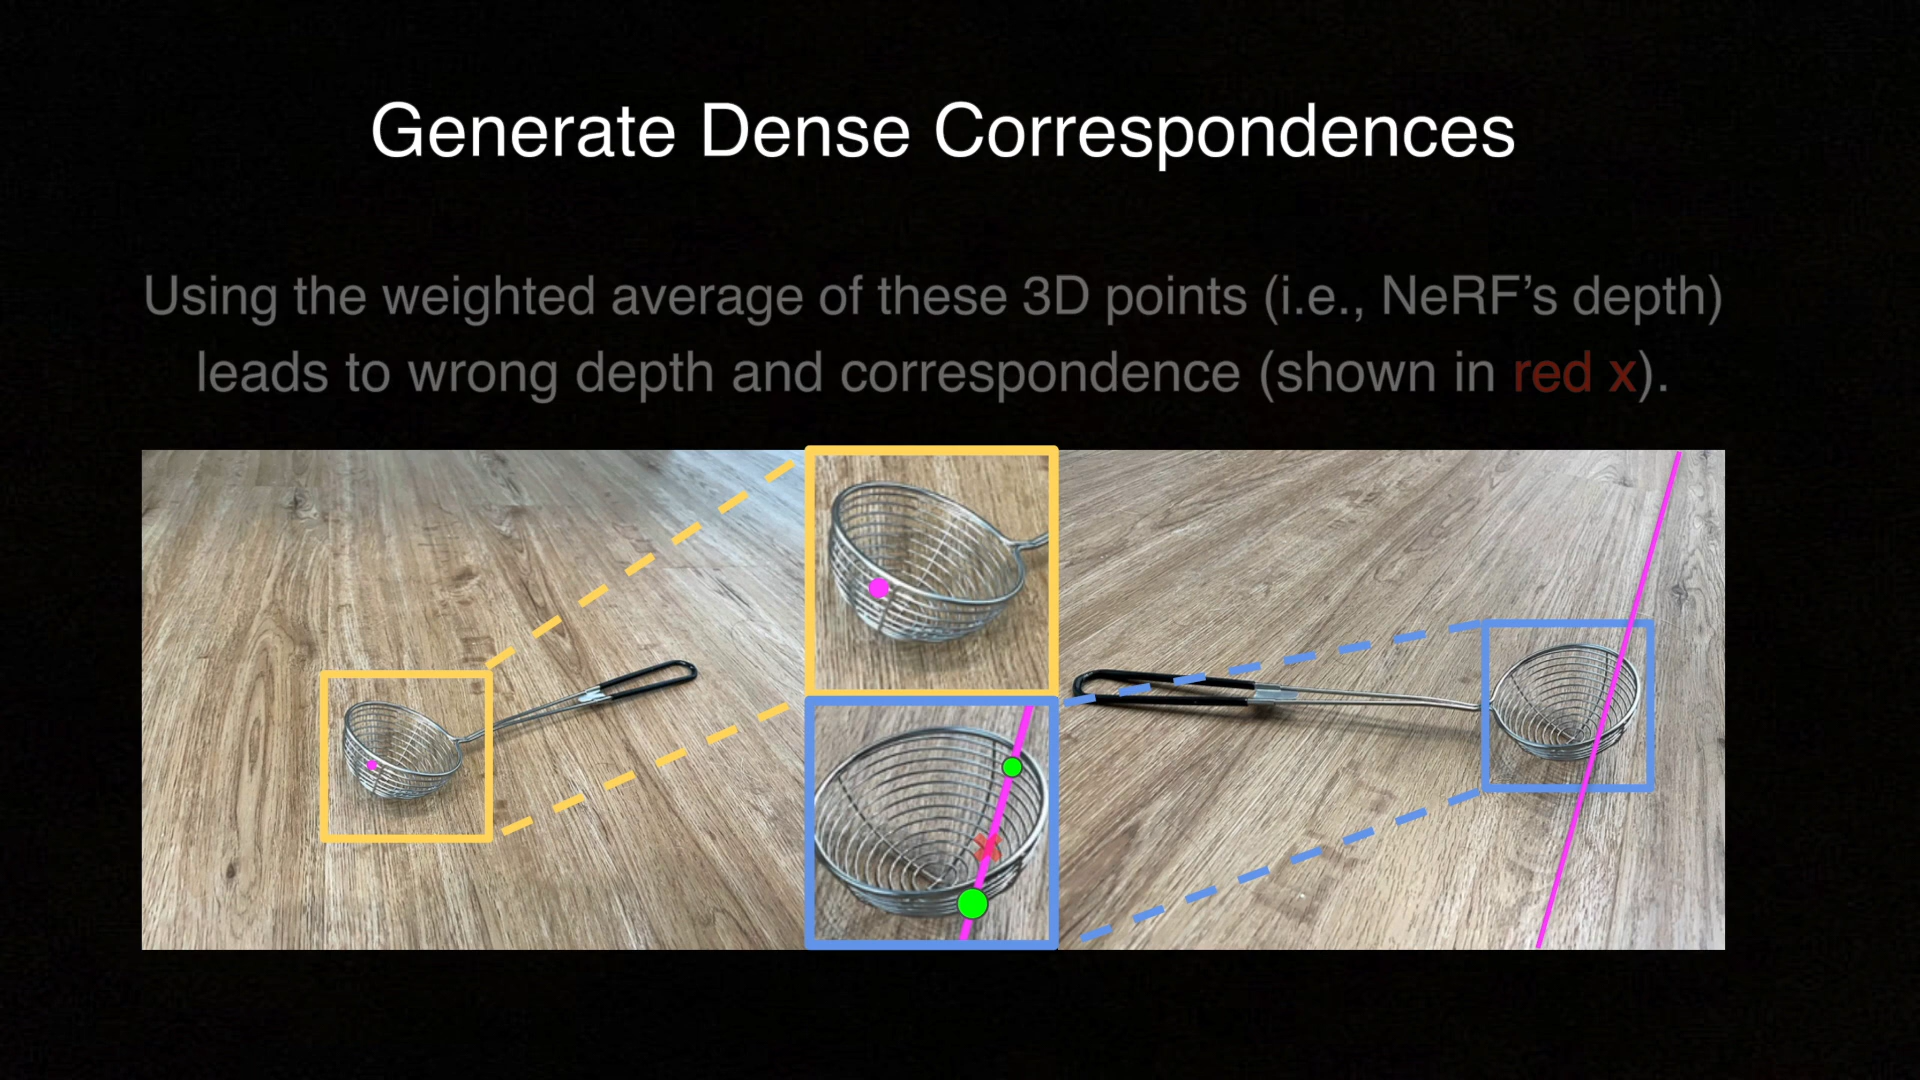 Generate Dense Correspondences
Using the weighted average of these 3D points (i.e., NeRF’s depth)
leads to wrong depth and correspondence (shown in red x).